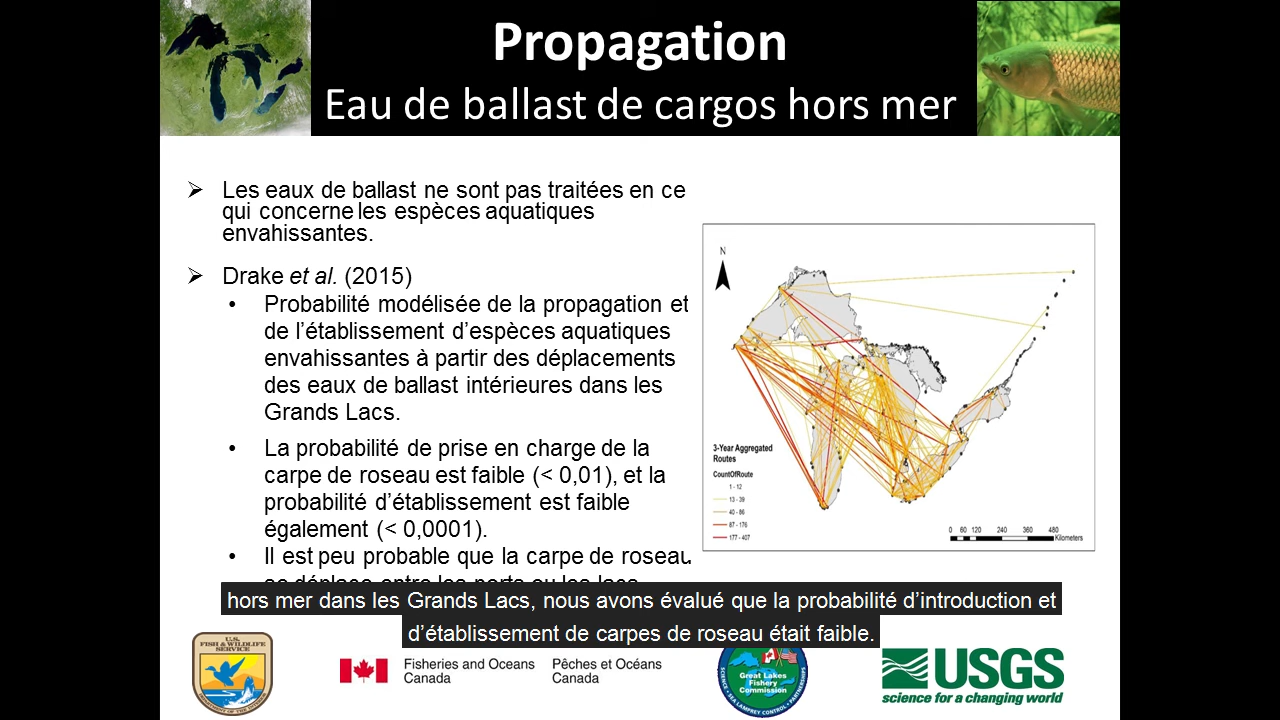 Propagation
Eau de ballast de cargos hors mer
➢ Les eaux de ballast ne sont pas traitées en ce
qui concerne les espèces aquatiques
envahissantes.
➢ Drake et al. (2015)
• Probabilité modélisée de la propagation et
de l’établissement d’espèces aquatiques
envahissantes à partir des déplacements
des eaux de ballast intérieures dans les
Grands Lacs.
• La probabilité de prise en charge de la
carpe de roseau est faible (< 0,01), et la
probabilité d’établissement est faible
également (< 0,0001).
• Il est peu probable que la carpe de roseau
N
3-Year Aggregated
Routes
CountOfRoute
1 - 12
13 - 39
40 - 86
87 - 176
177 - 407
0 60 120 240 360 480
Kilometers
hors mer dans les Grands Lacs, nous avons évalué que la probabilité d’introduction et
d’établissement de carpes de roseau était faible.
U.S.
FISH & WILDLIFE
SERVICE
Fisheries and Oceans
Canada
Pêches et Océans
Canada
Great Lakes
Fishery
Commission
USGS
science for a changing world